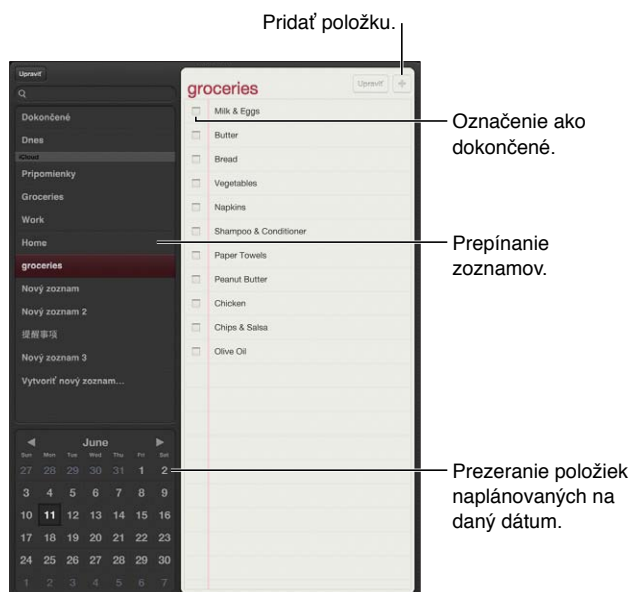 Pridať položku.
Upraviť
groceries
Upraviť
Dokončené
Dnes
iCloud
Pripomienky
Groceries
Work
Home
groceries
Nový zoznam
Nový zoznam 2
提醒事项
Nový zoznam 3
Vytvoriť nový zoznam...
Milk & Eggs
Butter
Bread
Vegetables
Napkins
Shampoo & Conditioner
Paper Towels
Peanut Butter
Chicken
Chips & Salsa
Olive Oil
Označenie ako
dokončené.
Prepínanie
zoznamov.
June
Sun Mon Tue Wed Thu Fri Sat
27 28 29 30 31 1 2
3 4 5 6 7 8 9
10 11 12 13 14 15 16
17 18 19 20 21 22 23
24 25 26 27 28 29 30
1 2 3 4 5 6 7
Prezeranie položiek
naplánovaných na
daný dátum.